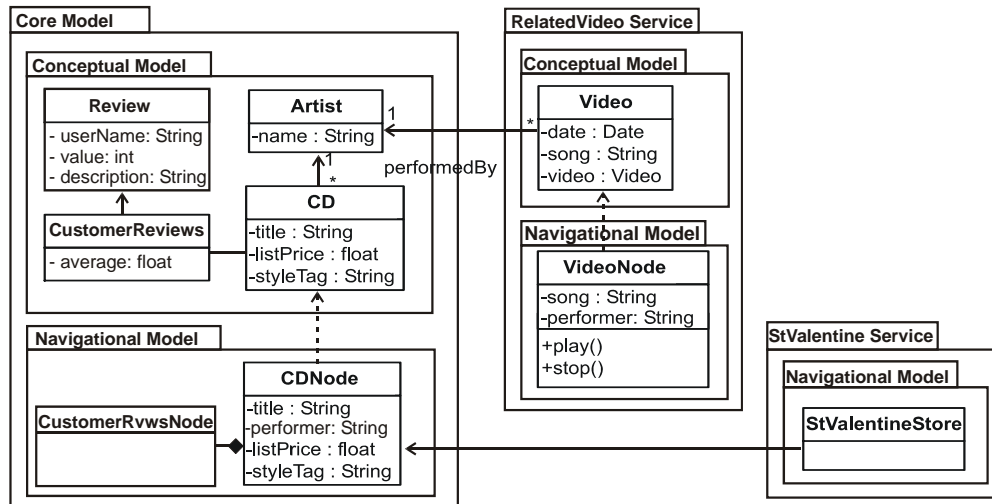 Core Model
Conceptual Model
Review
- userName: String
- value: int
- description: String
Artist
-name : String
1
*
CustomerReviews
- average: float
CD
-title : String
-listPrice : float
-styleTag : String
Navigational Model
CustomerRvwsNode
CDNode
-title : String
-performer: String
-listPrice : float
-styleTag : String
1
*
performedBy
RelatedVideo Service
Conceptual Model
Video
-date : Date
-song : String
-video : Video
Navigational Model
VideoNode
-song : String
-performer: String
+play()
+stop()
StValentine Service
Navigational Model
StValentineStore